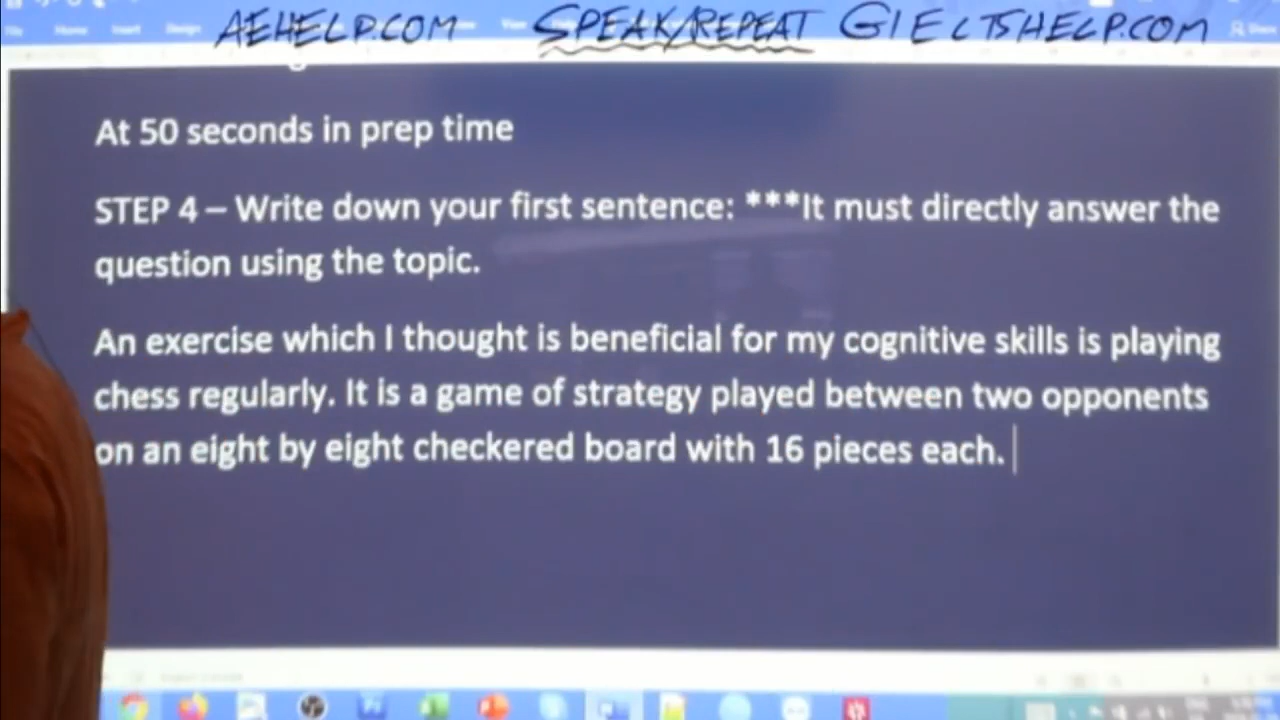 AEHELP.COM SPEAK/REPEAT GIELTSHELP.COM
At 50 seconds in prep time
STEP 4 – Write down your first sentence: ***It must directly answer the
question using the topic.
An exercise which I thought is beneficial for my cognitive skills is playing
chess regularly. It is a game of strategy played between two opponents
on an eight by eight checkered board with 16 pieces each.